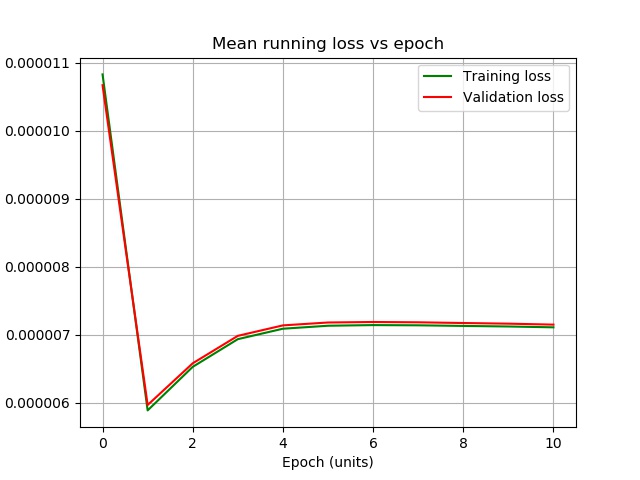 Mean running loss vs epoch
Training loss
Validation loss
0.000011
0.000010
0.000009
0.000008
0.000007
0.000006
0 2 4 6 8 10
Epoch (units)